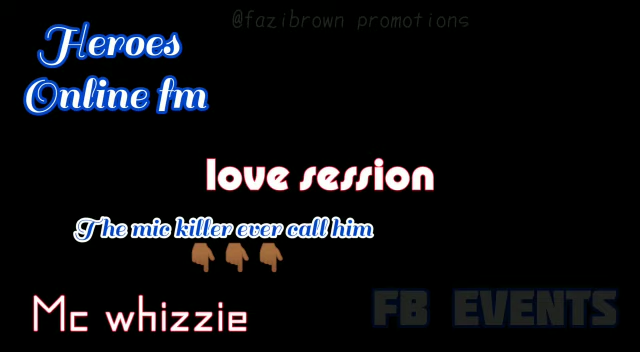 @fazibrown promotions
Heroes
Online fm
love session
The mic killer ever call him
👇🏾👇🏾👇🏾
Mc whizzie
FB EVENTS